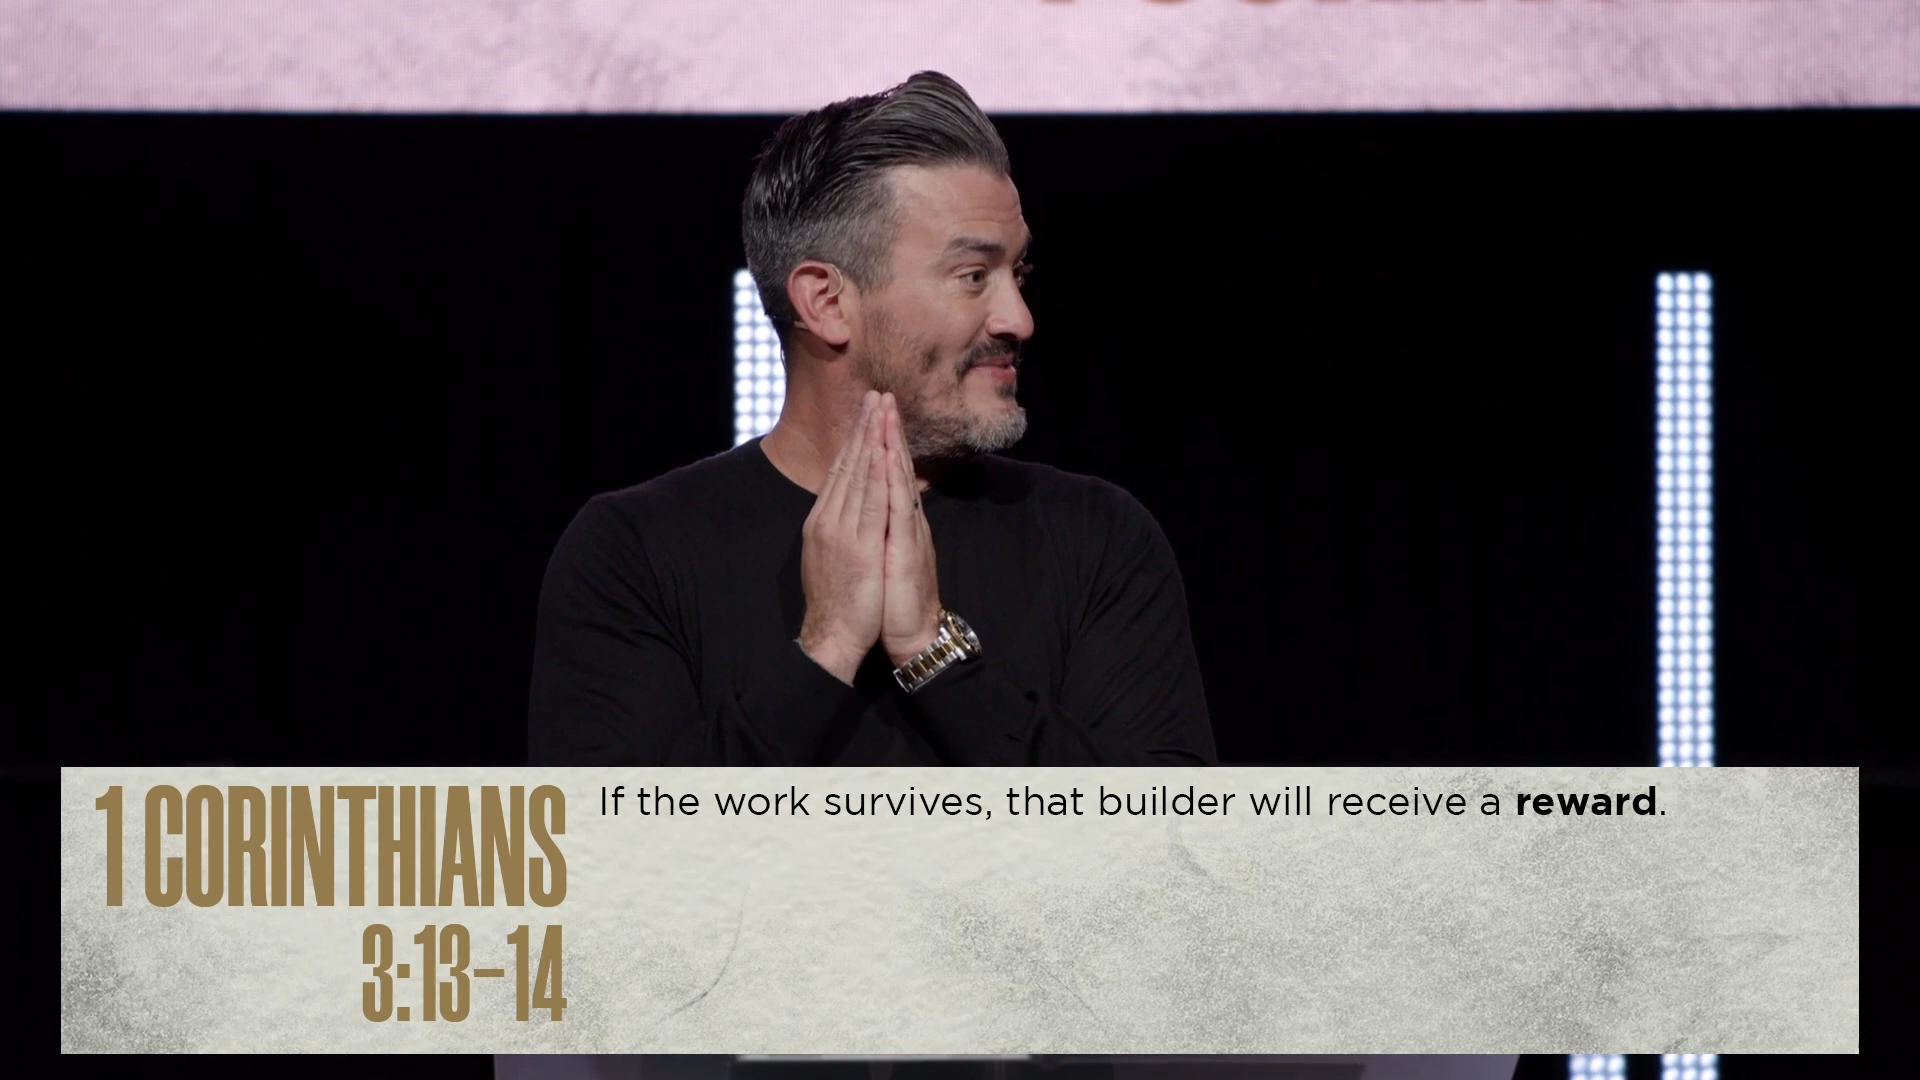 1 CORINTHIANS
3:13-14
If the work survives, that builder will receive a reward.